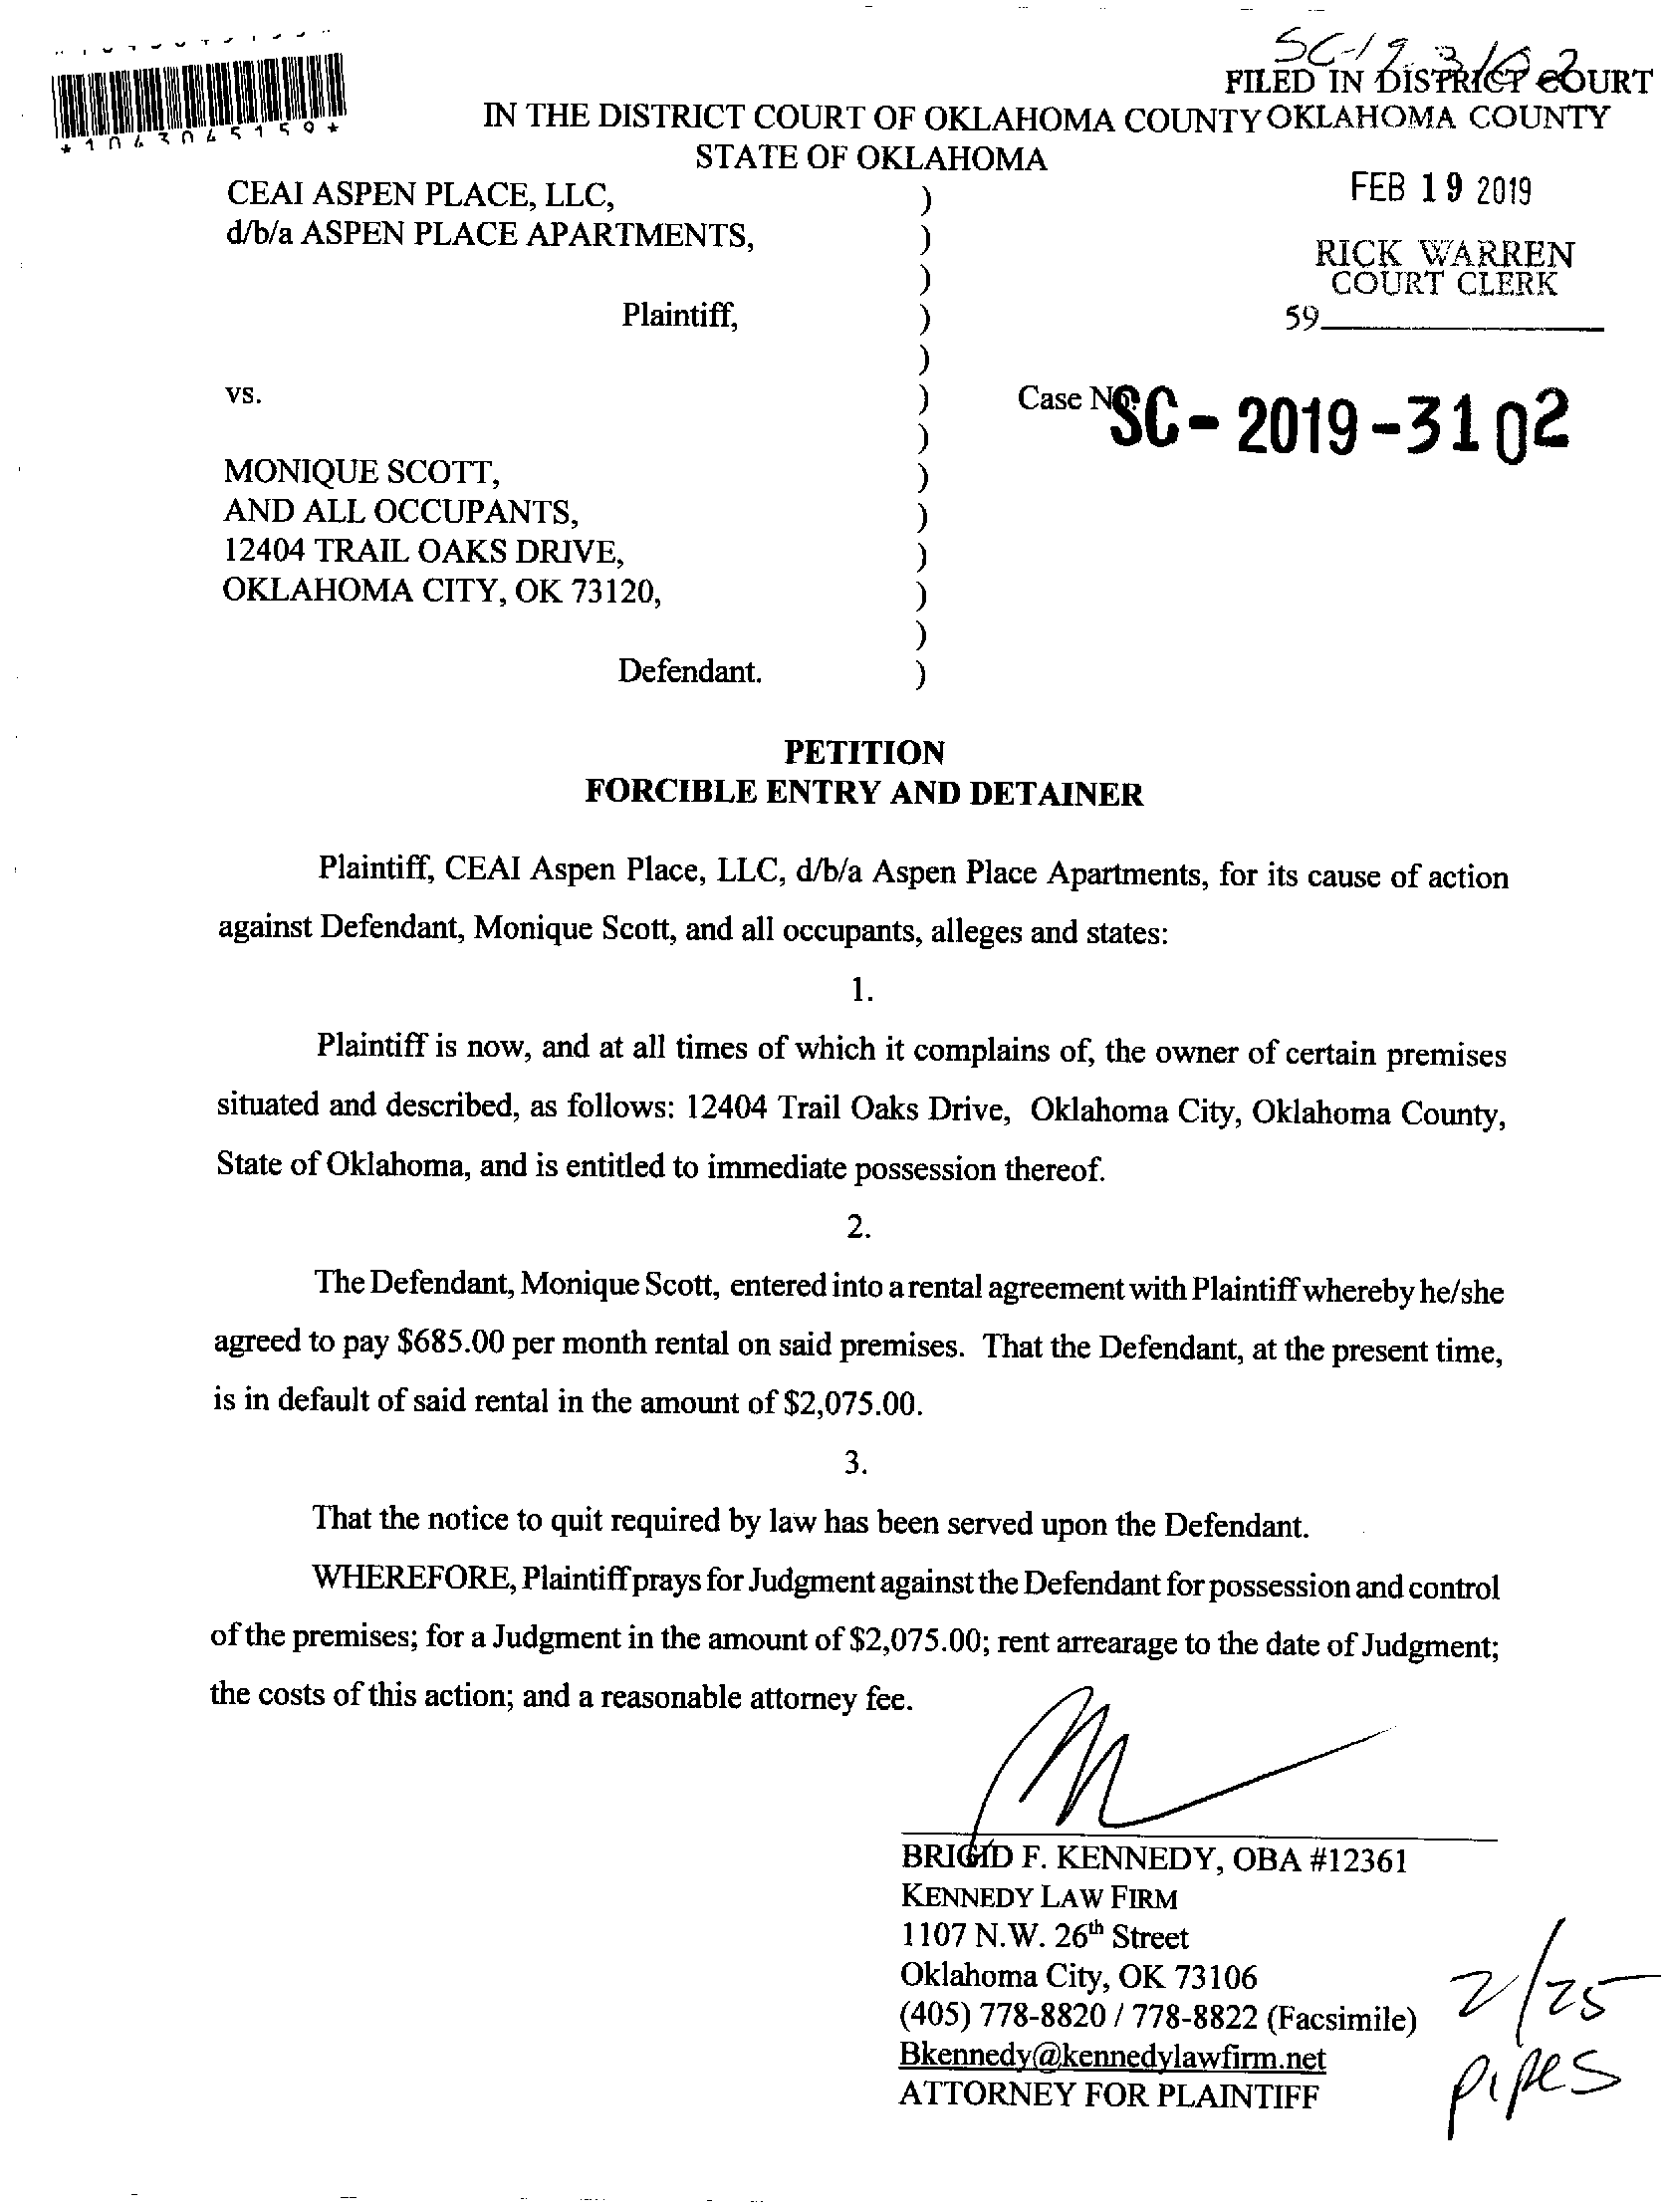 SC-19-3102
FILED IN DISTRICT COURT
OKLAHOMA COUNTY
*1043045159*
IN THE DISTRICT COURT OF OKLAHOMA COUNTY
STATE OF OKLAHOMA
FEB 19 2019
RICK WARREN
COURT CLERK
59
CEAI ASPEN PLACE, LLC, )
d/b/a ASPEN PLACE APARTMENTS, )
)
Plaintiff, )
)
vs. )
Case No. SC-2019-3102
)
MONIQUE SCOTT, )
AND ALL OCCUPANTS, )
12404 TRAIL OAKS DRIVE, )
OKLAHOMA CITY, OK 73120, )
)
Defendant. )
PETITION
FORCIBLE ENTRY AND DETAINER
Plaintiff, CEAI Aspen Place, LLC, d/b/a Aspen Place Apartments, for its cause of action
against Defendant, Monique Scott, and all occupants, alleges and states:
1.
Plaintiff is now, and at all times of which it complains of, the owner of certain premises
situated and described, as follows: 12404 Trail Oaks Drive, Oklahoma City, Oklahoma County,
State of Oklahoma, and is entitled to immediate possession thereof.
2.
The Defendant, Monique Scott, entered into a rental agreement with Plaintiff whereby he/she
agreed to pay $685.00 per month rental on said premises. That the Defendant, at the present time,
is in default of said rental in the amount of $2,075.00.
3.
That the notice to quit required by law has been served upon the Defendant.
WHEREFORE, Plaintiff prays for Judgment against the Defendant for possession and control
of the premises; for a Judgment in the amount of $2,075.00; rent arrearage to the date of Judgment;
the costs of this action; and a reasonable attorney fee.
BRIGID F. KENNEDY, OBA #12361
KENNEDY LAW FIRM
1107 N.W. 26th Street
Oklahoma City, OK 73106
(405) 778-8820 / 778-8822 (Facsimile)
Bkennedy@kennedylawfirm.net
ATTORNEY FOR PLAINTIFF
2/25
pipes